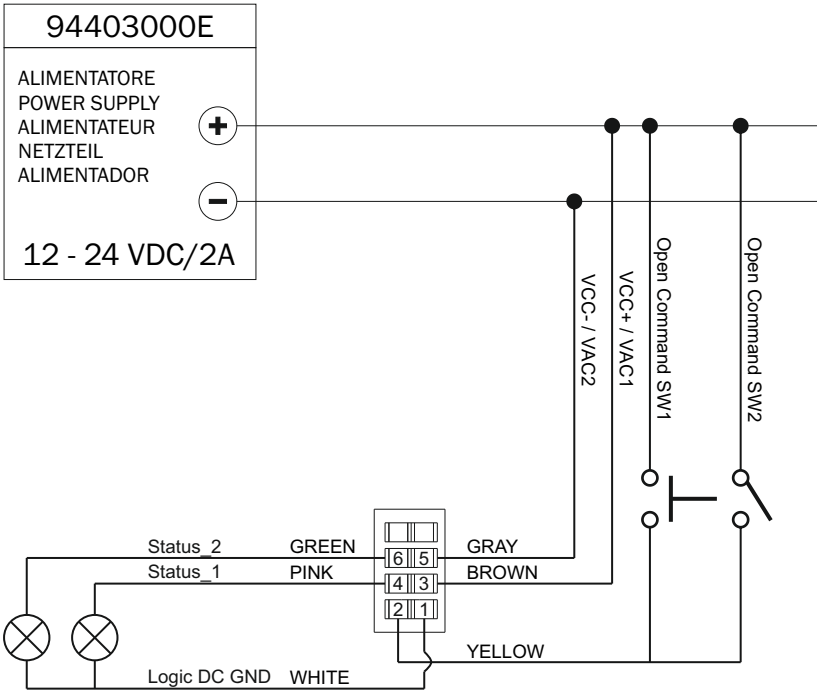 94403000E
ALIMENTATORE
POWER SUPPLY
ALIMENTATEUR
NETZTEIL
ALIMENTADOR
+
−
12 - 24 VDC/2A
VCC- / VAC2
VCC+ / VAC1
Open Command SW1
Open Command SW2
Status_2 GREEN 6 5 GRAY
Status_1 PINK 4 3 BROWN
2 1
YELLOW
Logic DC GND WHITE